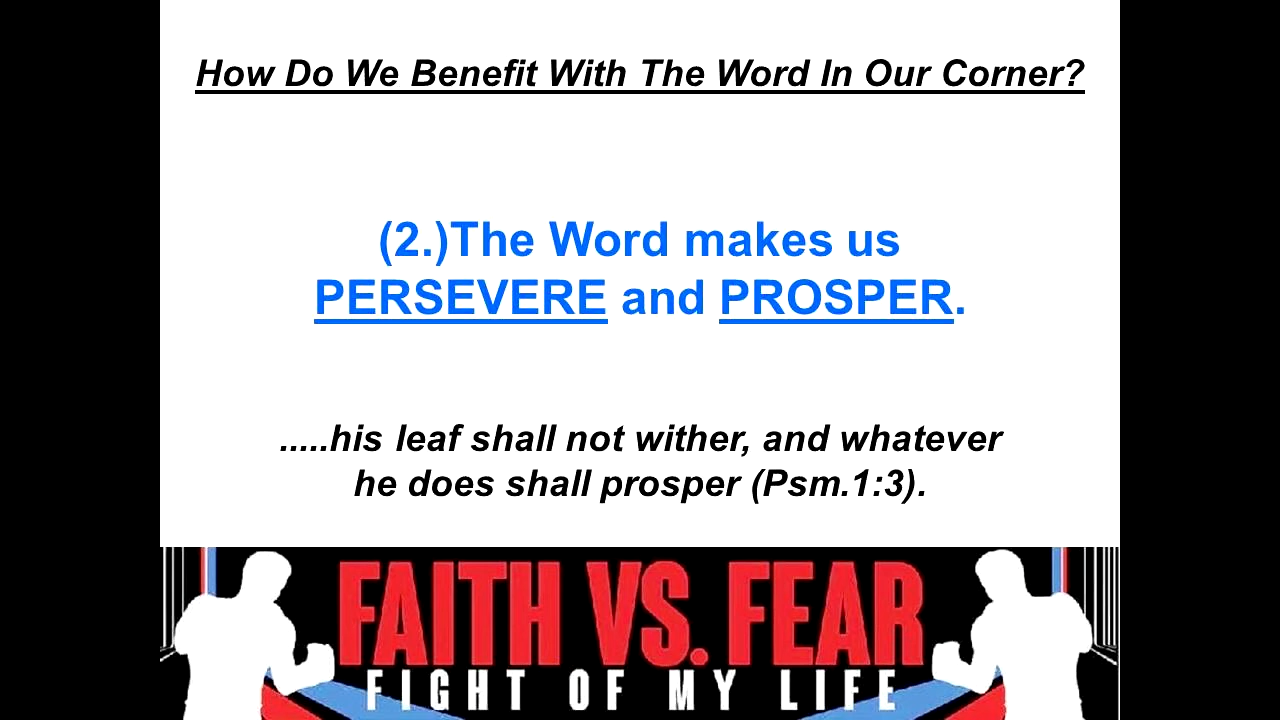 How Do We Benefit With The Word In Our Corner?
(2.)The Word makes us
PERSEVERE and PROSPER.
.....his leaf shall not wither, and whatever
he does shall prosper (Psm.1:3).
FAITH VS. FEAR
FIGHT OF MY LIFE